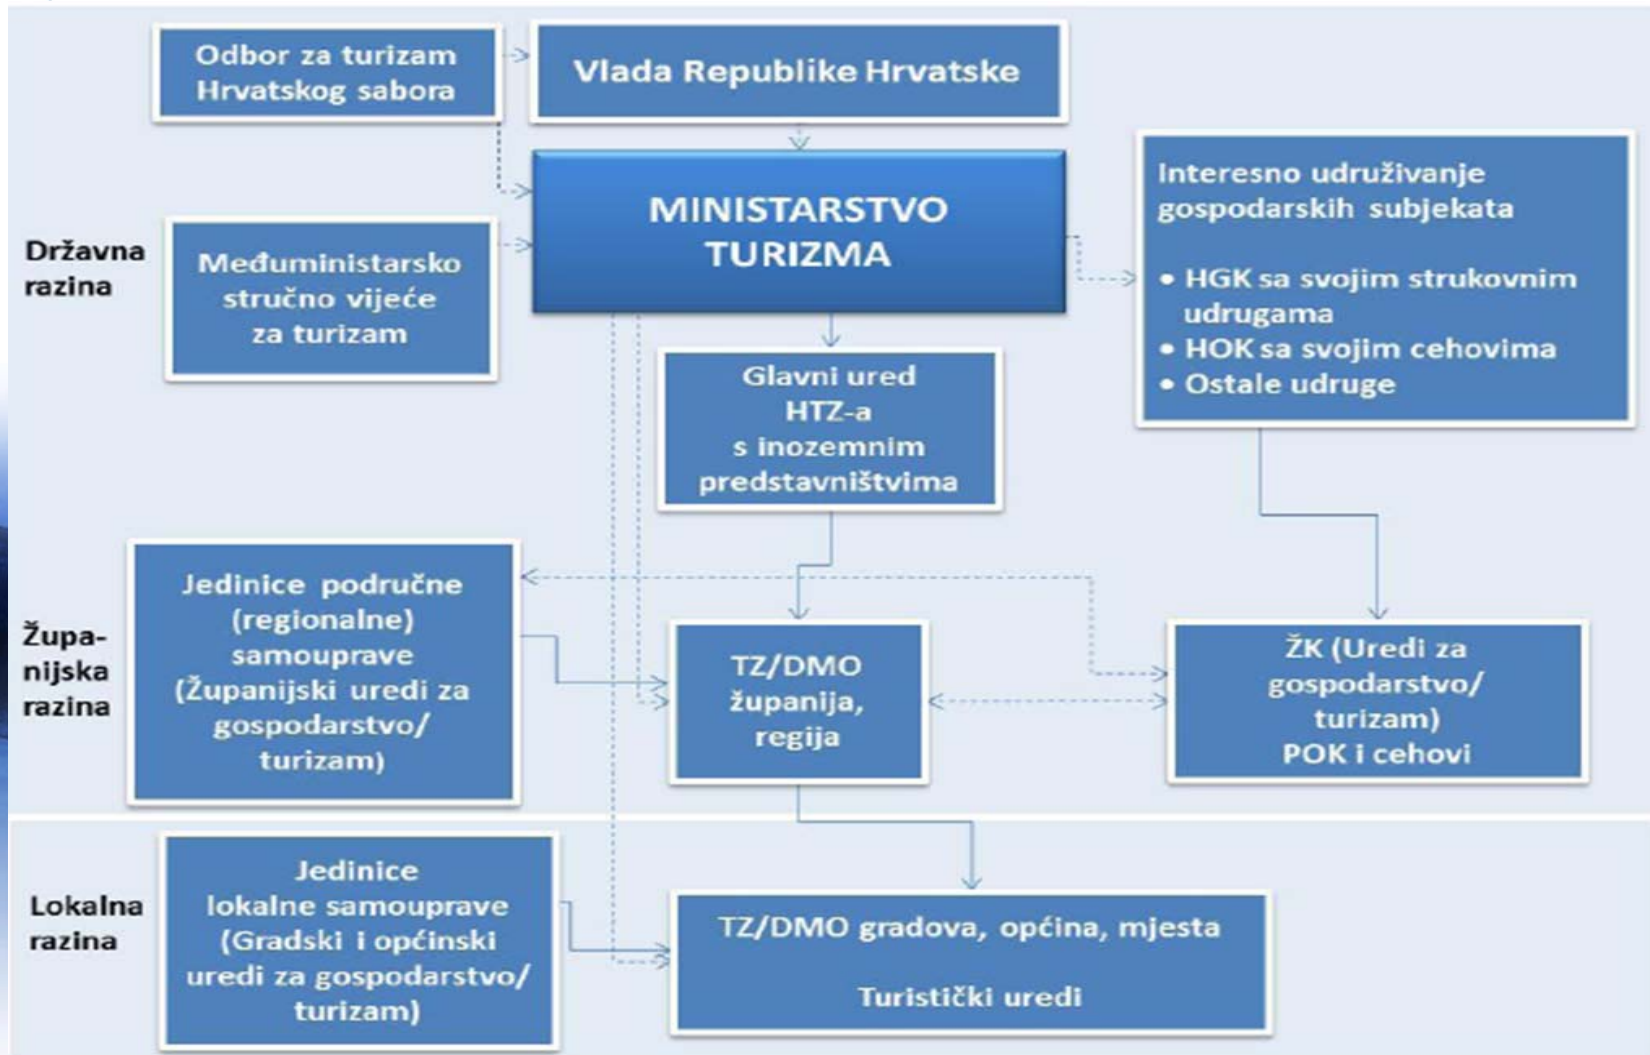 Odbor za turizam
Hrvatskog sabora
Vlada Republike Hrvatske
Državna
razina
MINISTARSTVO
TURIZMA
Međuministarsko
stručno vijeće
za turizam
Interesno udruživanje
gospodarskih subjekata
• HGK sa svojim strukovnim
udrugama
• HOK sa svojim cehovima
• Ostale udruge
Glavni ured
HTZ-a
s inozemnim
predstavništvima
Župa-
nijska
razina
Jedinice područne
(regionalne)
samouprave
(Županijski uredi za
gospodarstvo/
turizam)
TZ/DMO
županija,
regija
ŽK (Uredi za
gospodarstvo/
turizam)
POK i cehovi
Lokalna
razina
Jedinice
lokalne samouprave
(Gradski i općinski
uredi za gospodarstvo/
turizam)
TZ/DMO gradova, općina, mjesta
Turistički uredi